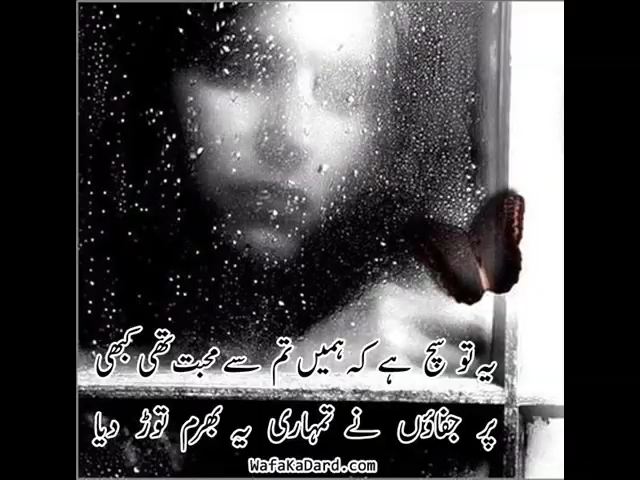 یہ تو سچ ہے کہ ہمیں تم سے محبت تھی کبھی
پر جفاؤں نے تمہاری یہ بھرم توڑ دیا
WafaKaDard.com